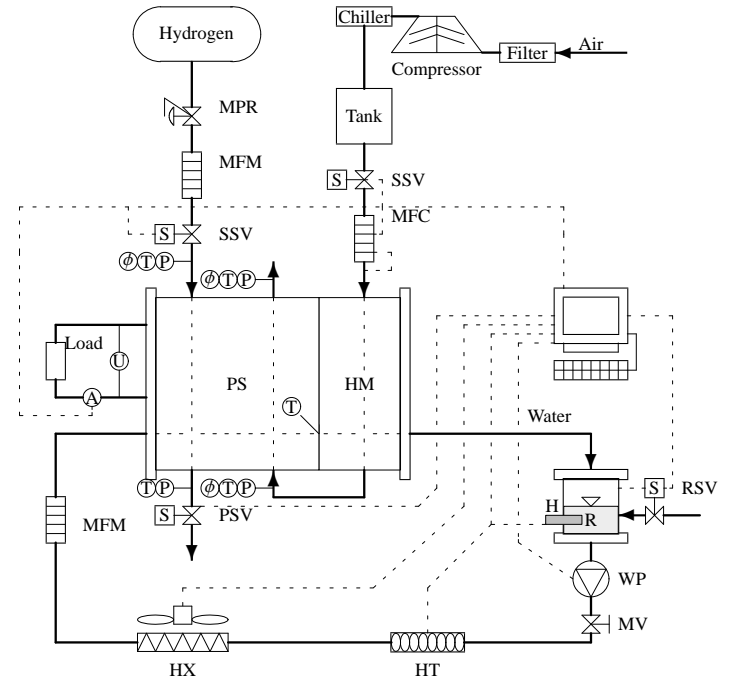 Hydrogen
Chiller
Compressor
Filter
Air
MPR
Tank
MFM
S
SSV
S
SSV
MFC
ϕ T P
ϕ T P
Load
U
A
PS
HM
T
Water
T P
ϕ T P
S
PSV
H
R
S
RSV
MFM
WP
MV
HX
HT